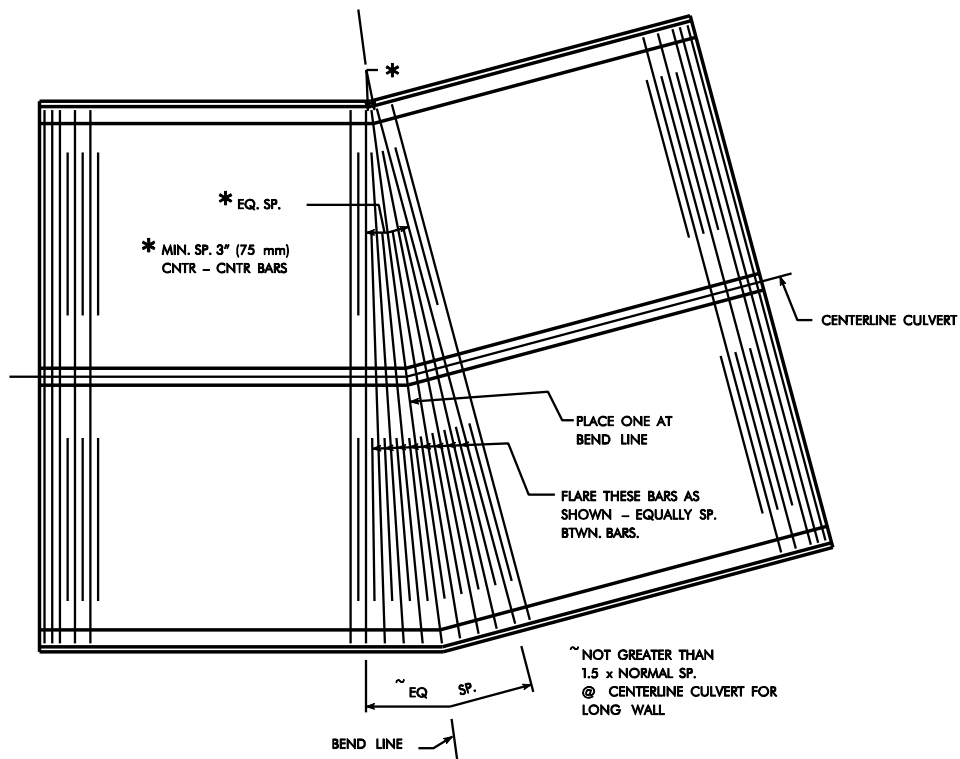 *
* EQ. SP.
* MIN. SP. 3" (75 mm)
CNTR – CNTR BARS
CENTERLINE CULVERT
PLACE ONE AT
BEND LINE
FLARE THESE BARS AS
SHOWN – EQUALLY SP.
BTWN. BARS.
~ NOT GREATER THAN
1.5 x NORMAL SP.
@ CENTERLINE CULVERT FOR
LONG WALL
~ EQ SP.
BEND LINE